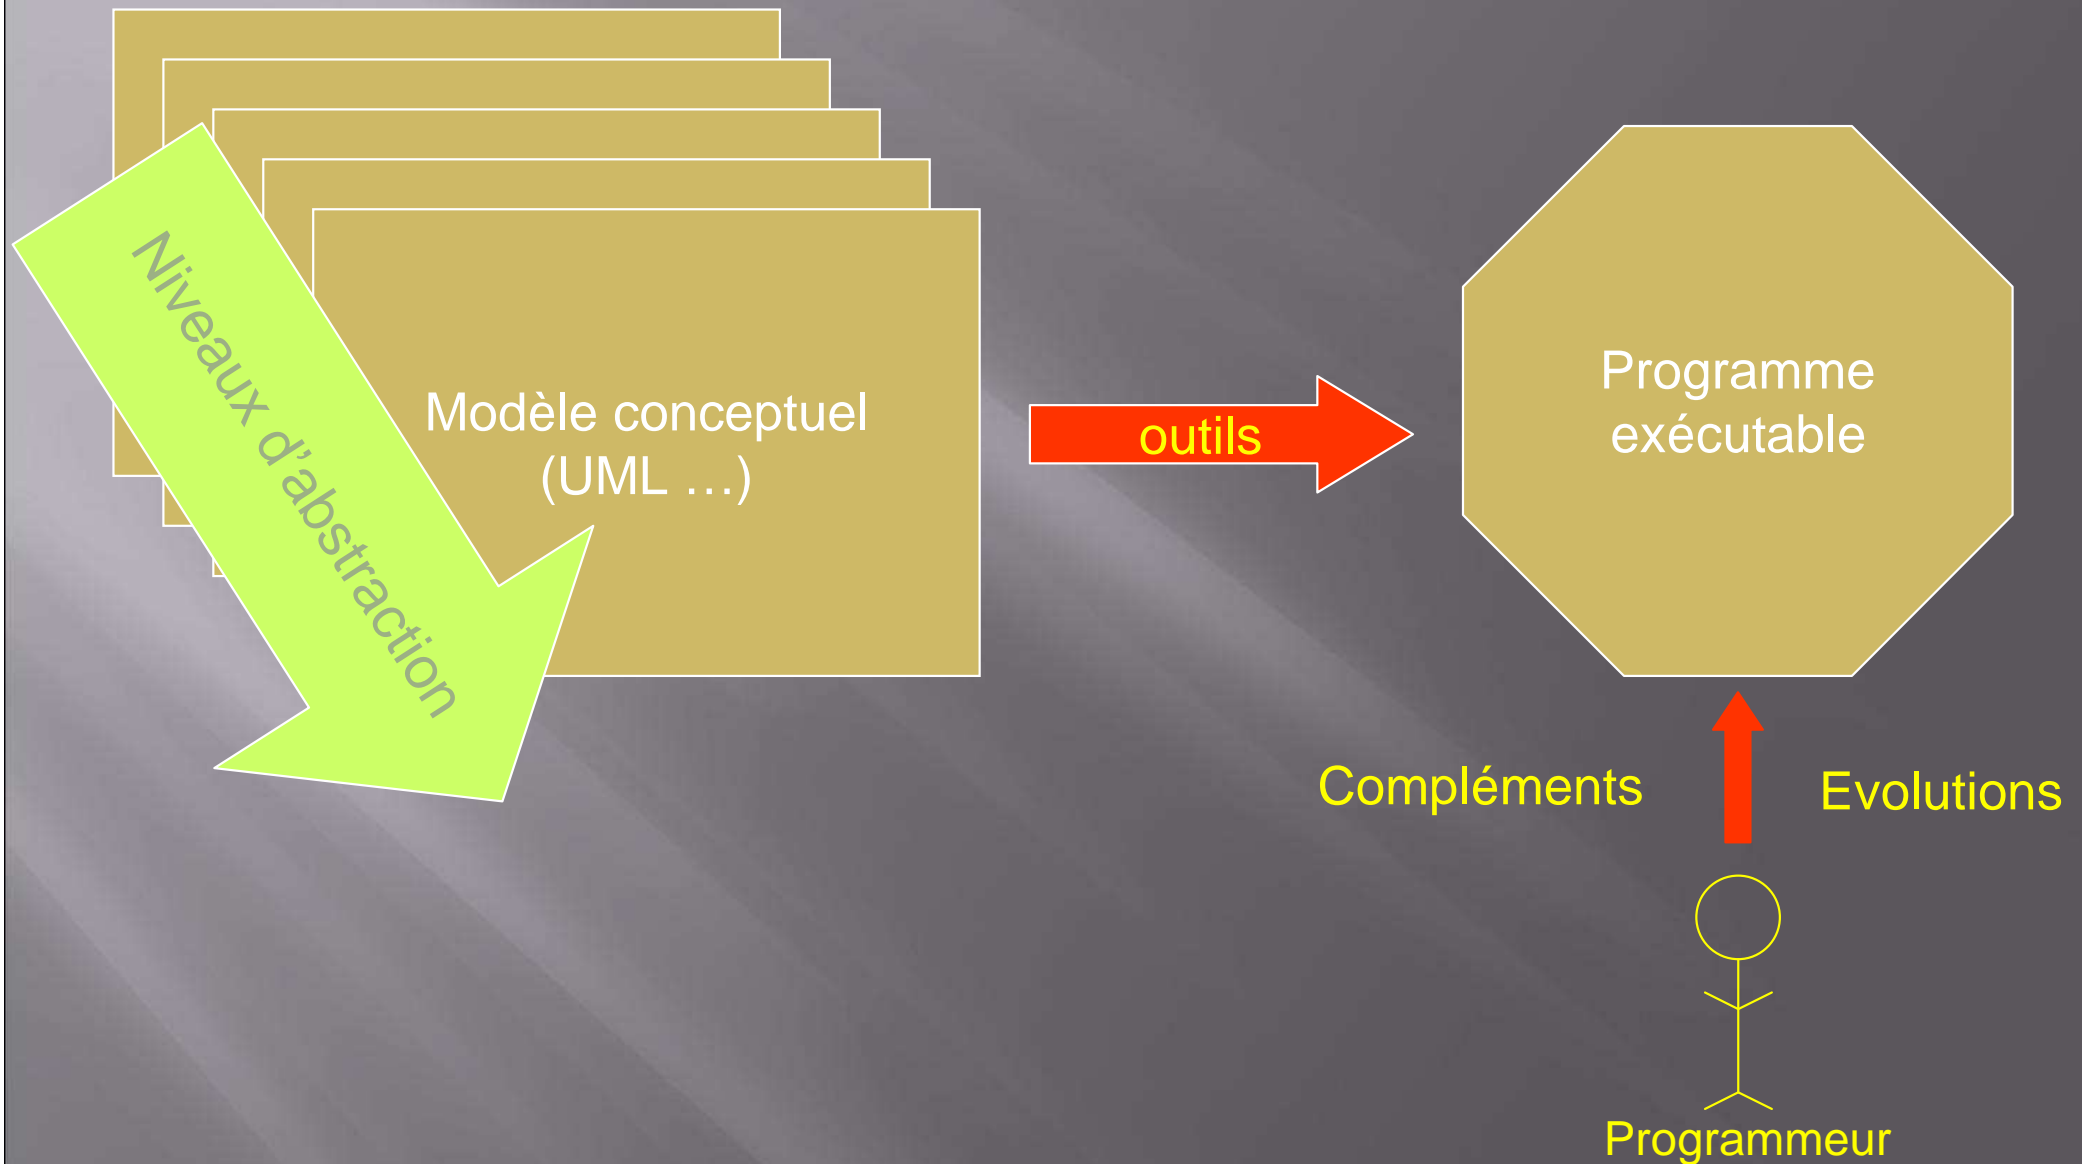 Niveaux d’abstraction
Modèle conceptuel
(UML …)
outils
Programme
exécutable
Compléments
Evolutions
Programmeur